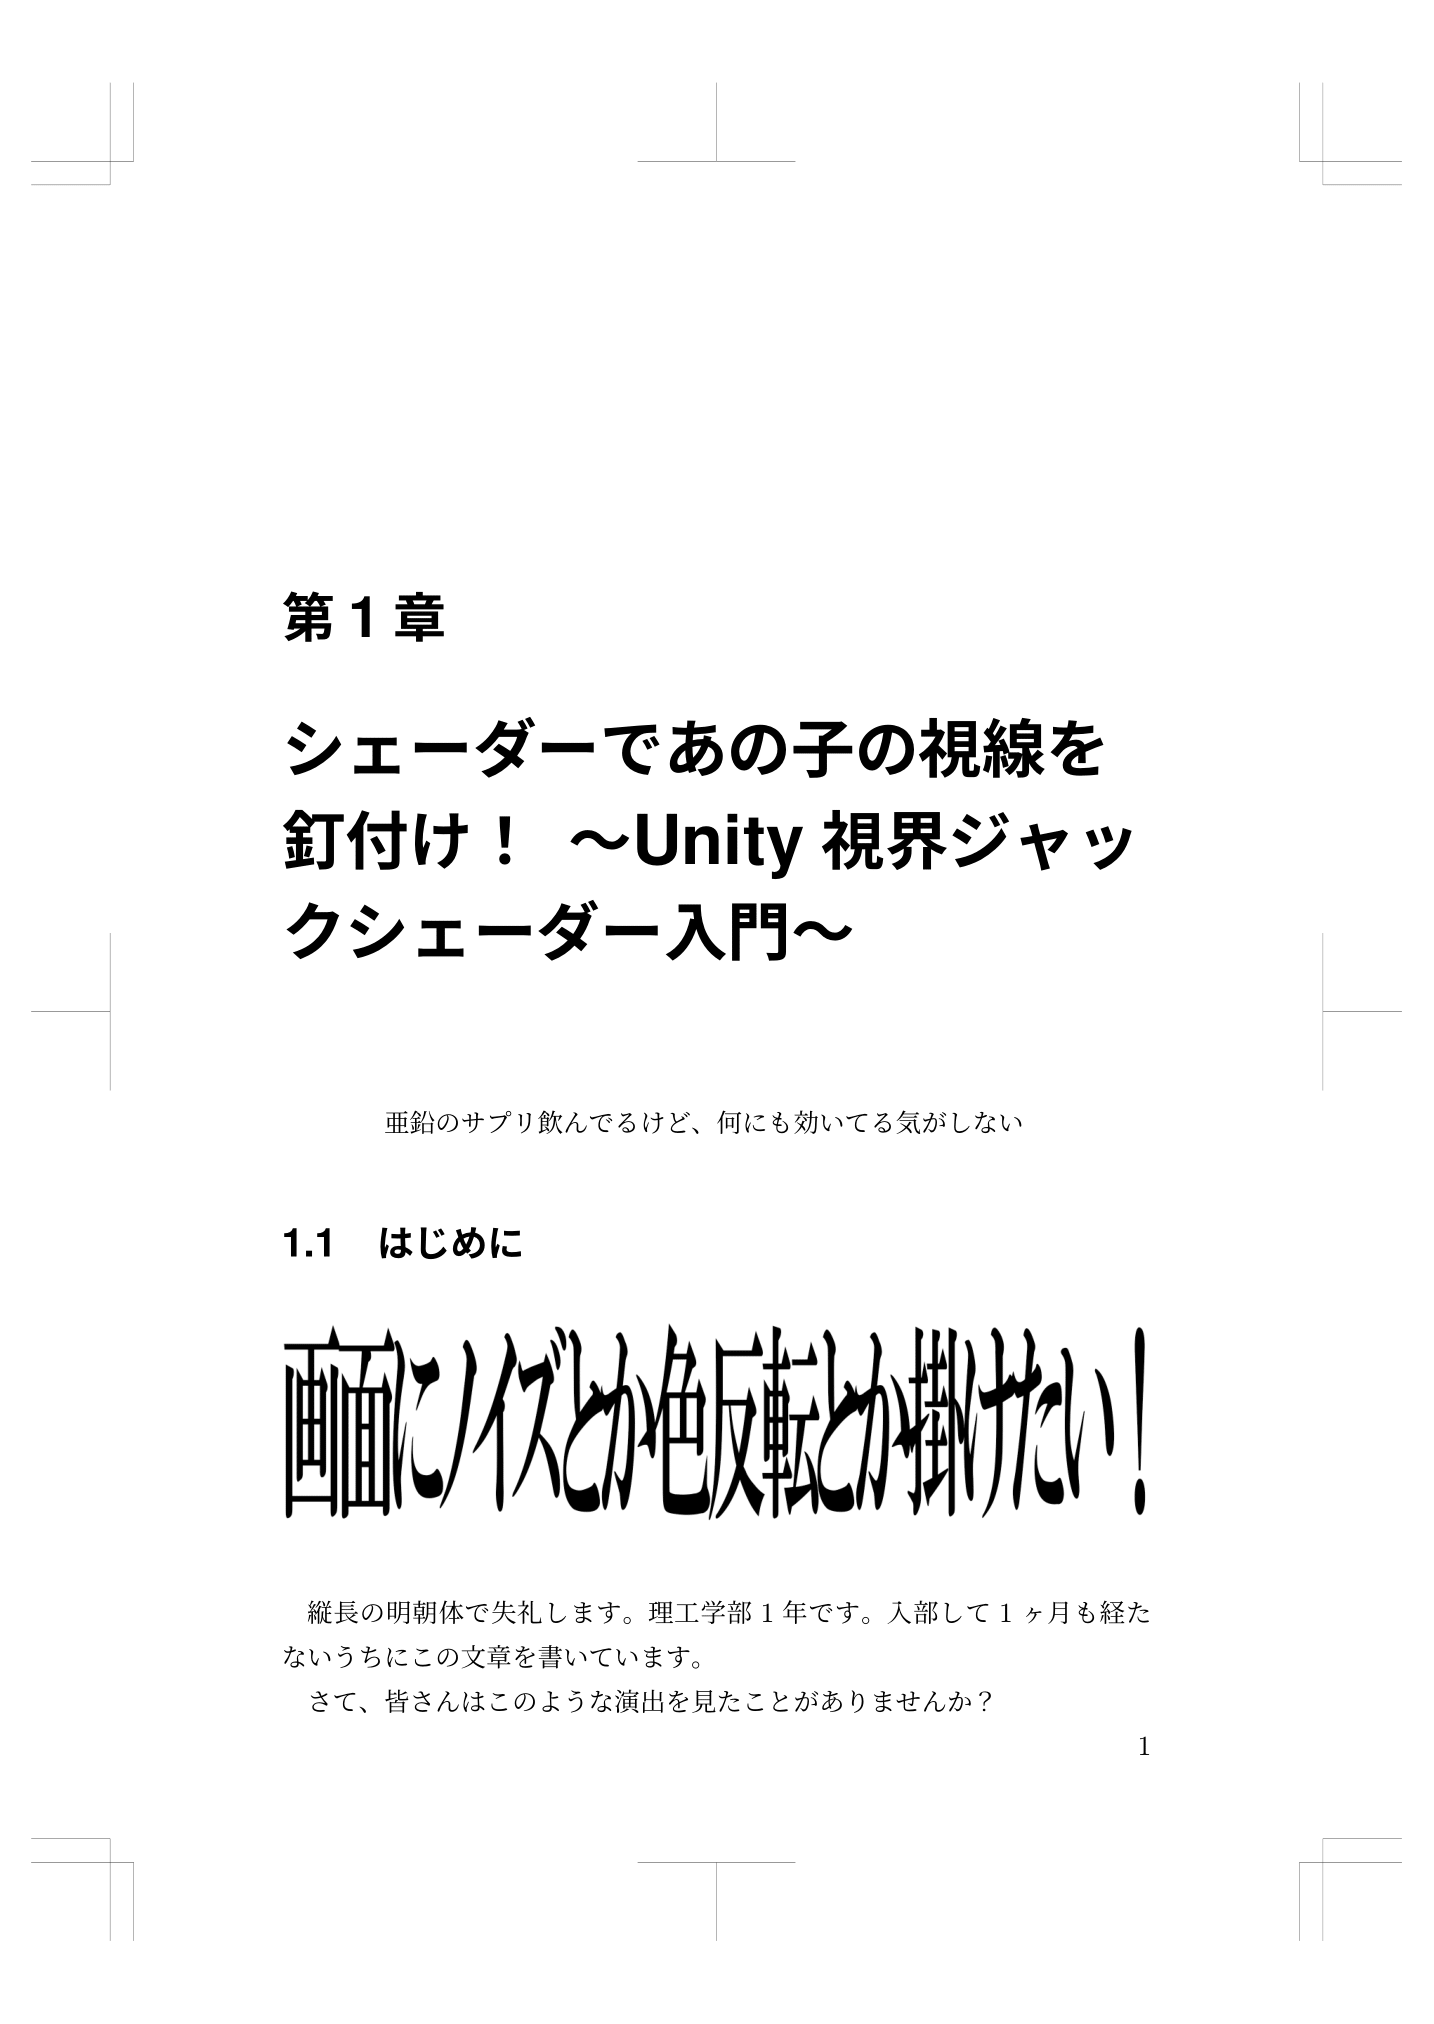 第 1 章
シェーダーであの子の視線を
釘付け！ 〜Unity 視界ジャッ
クシェーダー入門〜
亜鉛のサプリ飲んでるけど、何にも効いてる気がしない
1.1　はじめに
画面にノイズとか色反転とか掛けたい！
縦長の明朝体で失礼します。理工学部 1 年です。入部して 1 ヶ月も経た
ないうちにこの文章を書いています。
さて、皆さんはこのような演出を見たことがありませんか？
1